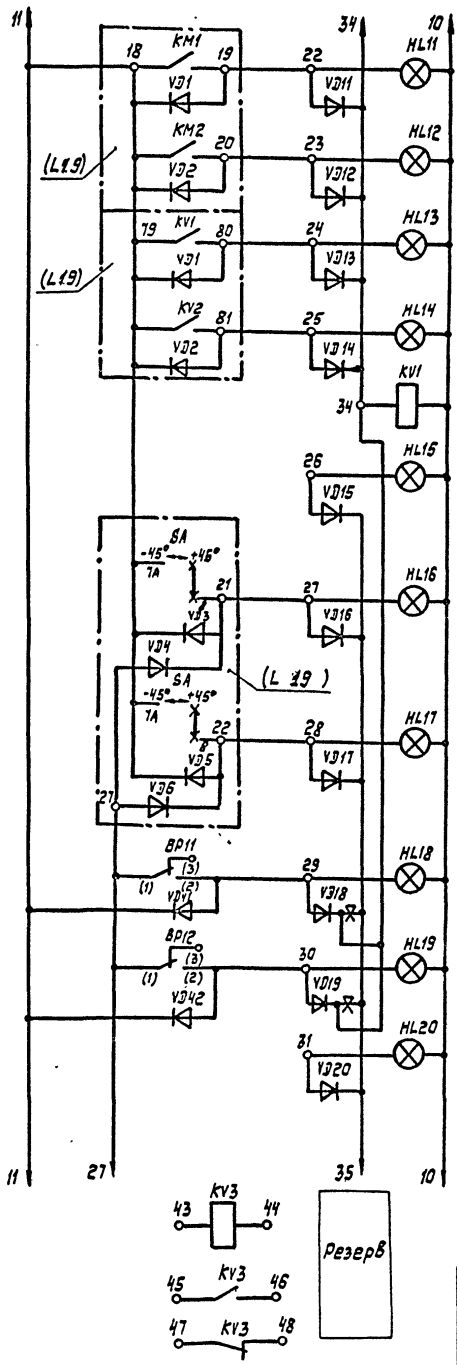 11 34 10
18 KM1 19 22 HL11
VD1 VD11
KM2 20 23 HL12
(L19) VD2 VD12
79 KV1 80 24 HL13
(L19) VD1 VD13
KV2 81 25 HL14
VD2 VD14
34 KV1
26 HL15
VD15
SA
-45° +45°
7A 21 27 HL16
VD3 VD16
VD4
SA (L 19)
-45° +45°
7A 22 28 HL17
8
VD5 VD17
27 VD6
BP11 29 HL18
(3)
(1) (2)
VD41 VD18
BP12 30 HL19
(3)
(1) (2)
VD42 VD19
31 HL20
VD20
11 27 35 10
43 KV3 44
Резерв
45 KV3 46
47 KV3 48